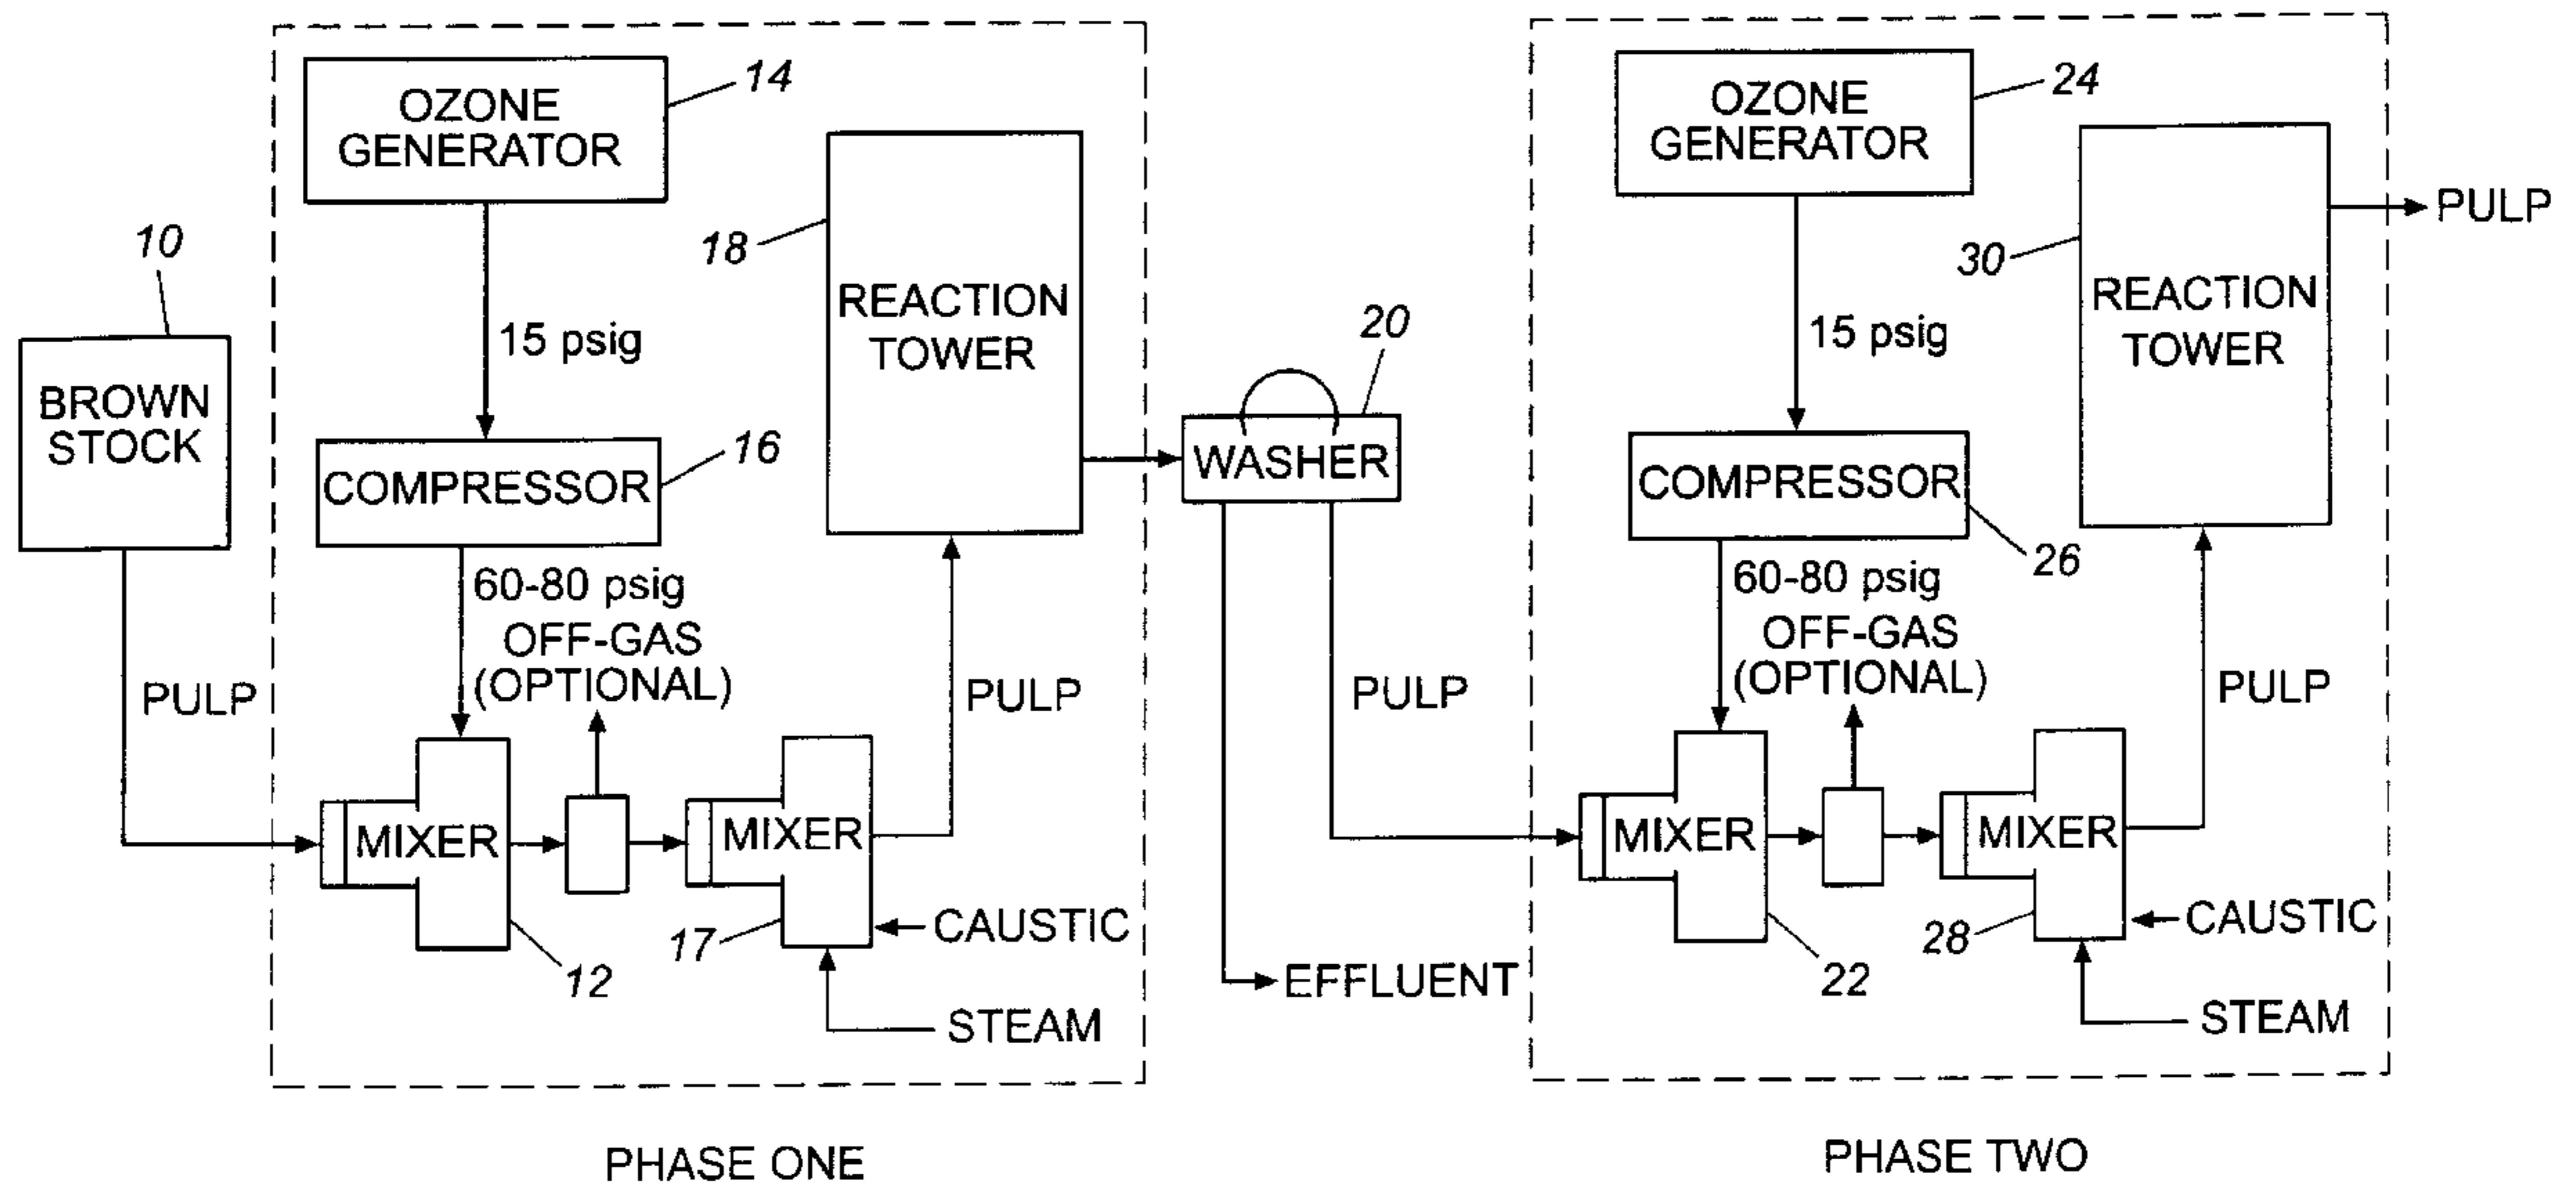 14
OZONE
GENERATOR
18
10
15 psig
REACTION
TOWER
BROWN
STOCK
16
COMPRESSOR
20
WASHER
60-80 psig
OFF-GAS
(OPTIONAL)
PULP
PULP
MIXER
MIXER
17
CAUSTIC
12
STEAM
EFFLUENT
PULP
24
OZONE
GENERATOR
PULP
30
15 psig
REACTION
TOWER
COMPRESSOR
26
60-80 psig
OFF-GAS
(OPTIONAL)
PULP
MIXER
MIXER
28
CAUSTIC
22
STEAM
PHASE ONE
PHASE TWO